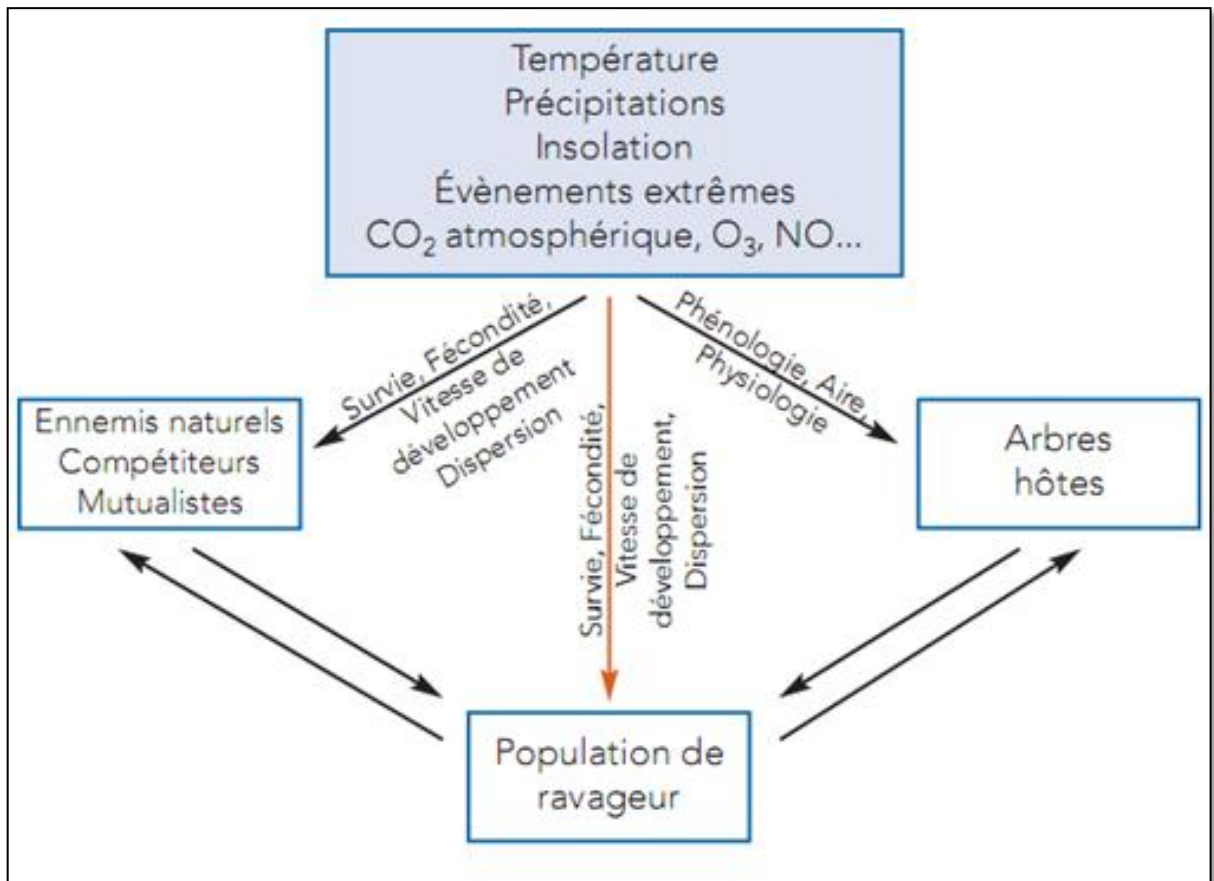 Température
Précipitations
Insolation
Évènements extrêmes
CO₂ atmosphérique, O₃, NO...
Survie, Fécondité,
Vitesse de
développement
Dispersion
Survie, Fécondité,
Vitesse de
développement,
Dispersion
Phénologie, Aire,
Physiologie
Ennemis naturels
Compétiteurs
Mutualistes
Arbres
hôtes
Population de
ravageur